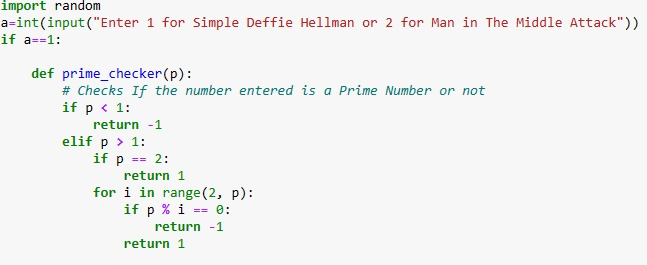 import random
a=int(input("Enter 1 for Simple Deffie Hellman or 2 for Man in The Middle Attack"))
if a==1:
    def prime_checker(p):
        # Checks If the number entered is a Prime Number or not
        if p < 1:
            return -1
        elif p > 1:
            if p == 2:
                return 1
            for i in range(2, p):
                if p % i == 0:
                    return -1
                return 1